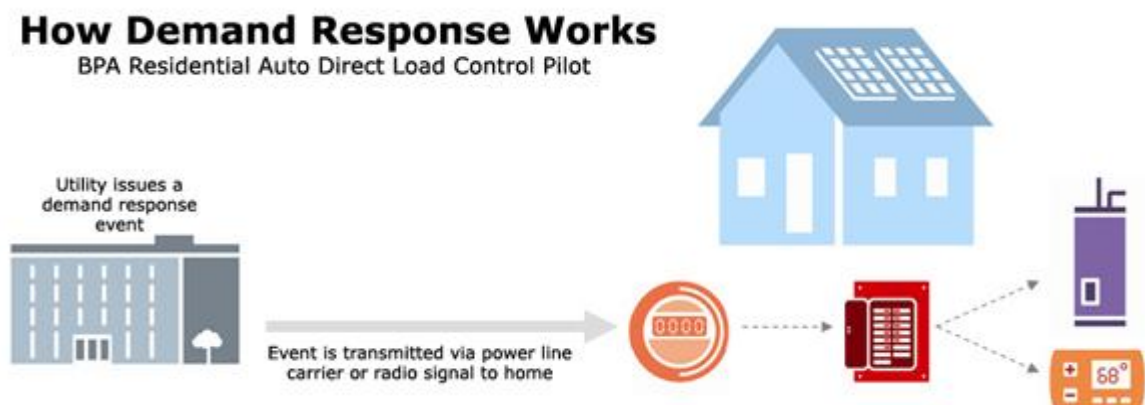 How Demand Response Works
BPA Residential Auto Direct Load Control Pilot
Utility issues a
demand response
event
Event is transmitted via power line
carrier or radio signal to home
0000
+
68°
−